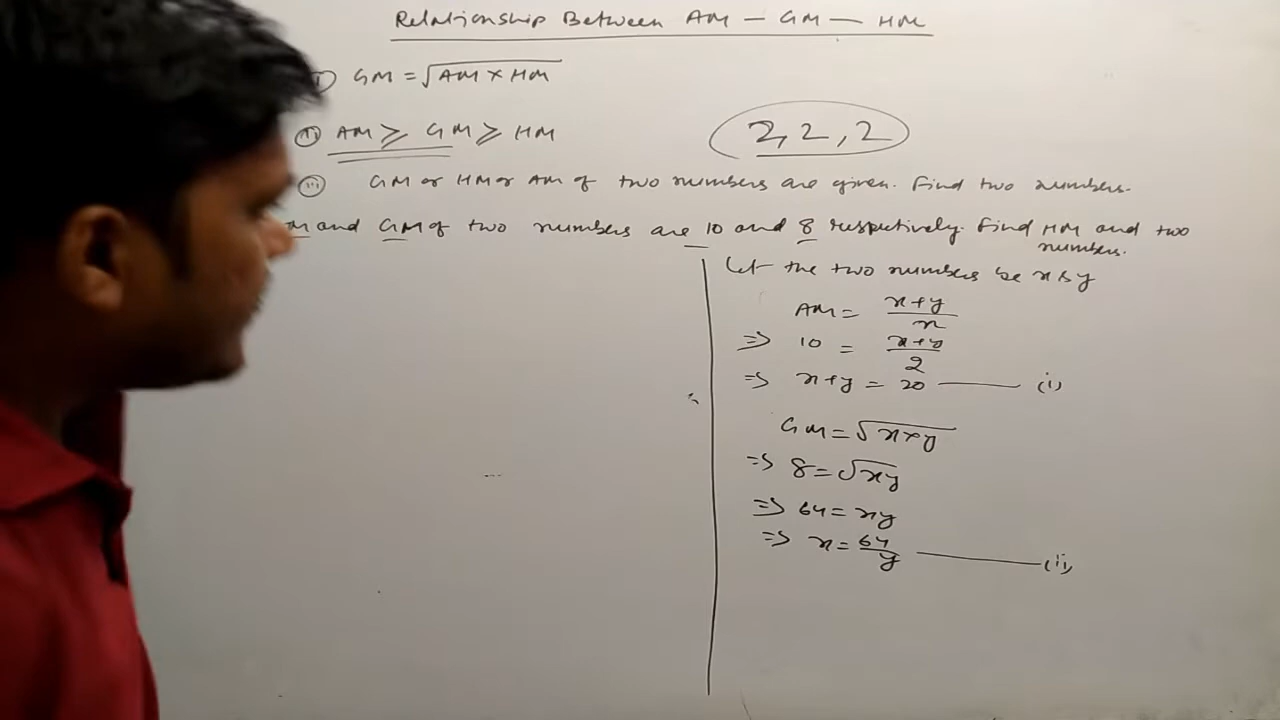 Relationship Between AM — GM — HM
GM = √AM × HM
(ii) AM ≥ GM ≥ HM
2, 2, 2
(iii) GM or HM or AM of two numbers are given. Find two numbers.
and GM of two numbers are 10 and 8 respectively. Find HM and two numbers.
Let the two numbers be x & y
AM = x+y/n
⇒ 10 = x+y/2
⇒ x+y = 20 — (i)
GM = √x×y
⇒ 8 = √xy
⇒ 64 = xy
⇒ x = 64/y — (ii)